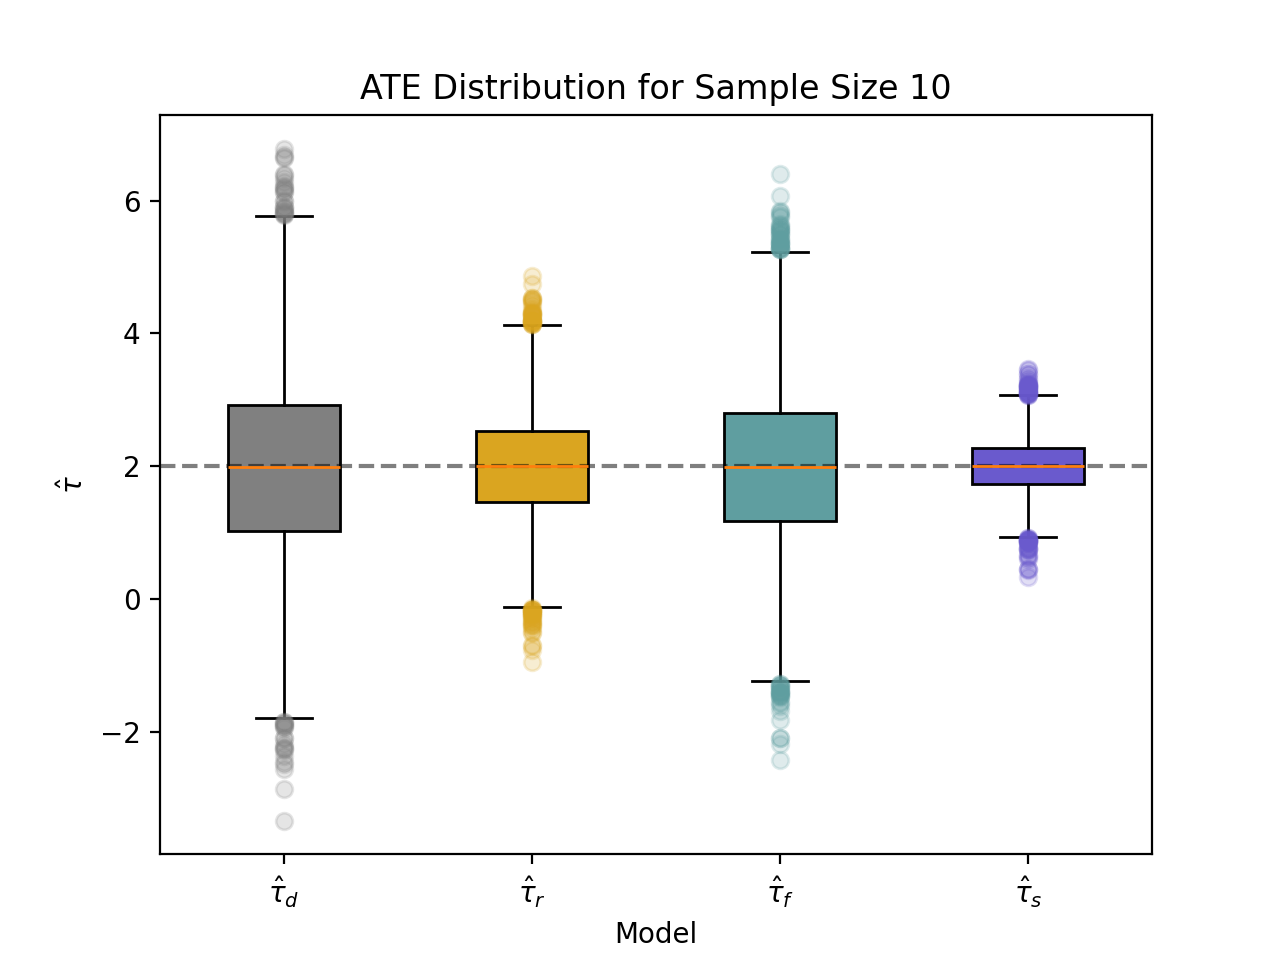 ATE Distribution for Sample Size 10
6
4
2
0
−2
τ̂
τ̂_d τ̂_r τ̂_f τ̂_s
Model